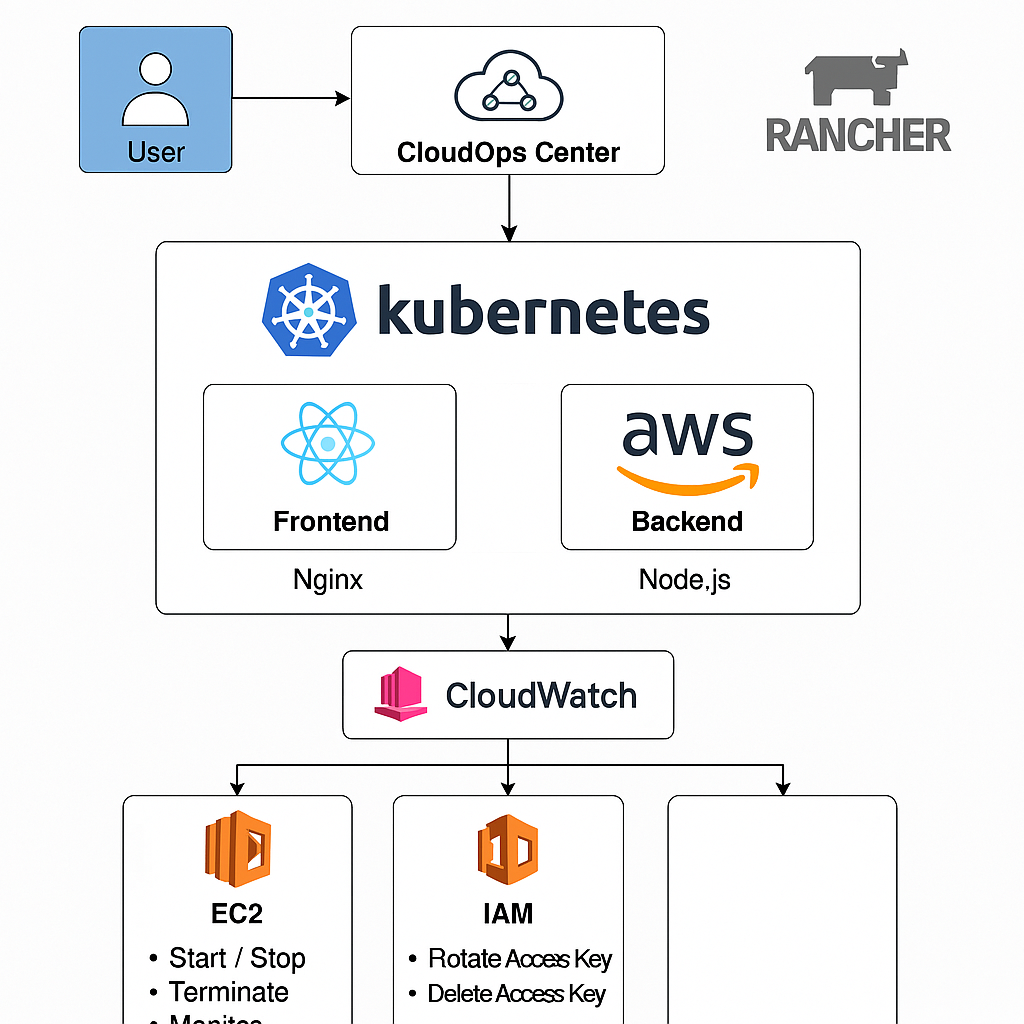 User
CloudOps Center
RANCHER
kubernetes
aws
Frontend
Backend
Nginx
Node.js
CloudWatch
EC2
IAM
• Start / Stop
• Terminate
• Rotate Access Key
• Delete Access Key